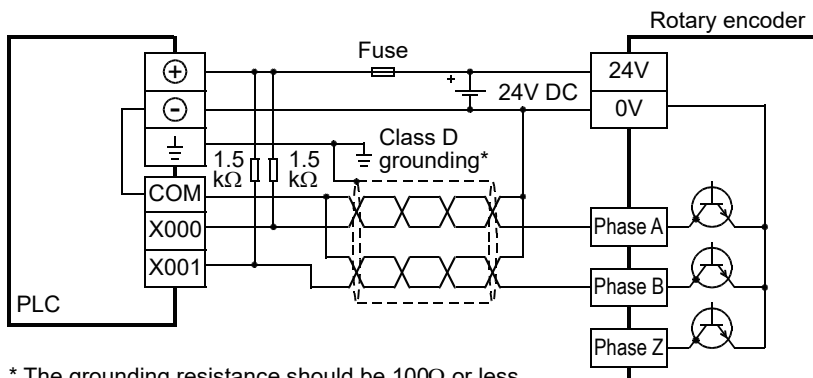 Rotary encoder
Fuse
+
24V DC
24V
0V
Class D
grounding*
1.5
kΩ
1.5
kΩ
COM
X000
X001
PLC
Phase A
Phase B
Phase Z
* The grounding resistance should be 100Ω or less.